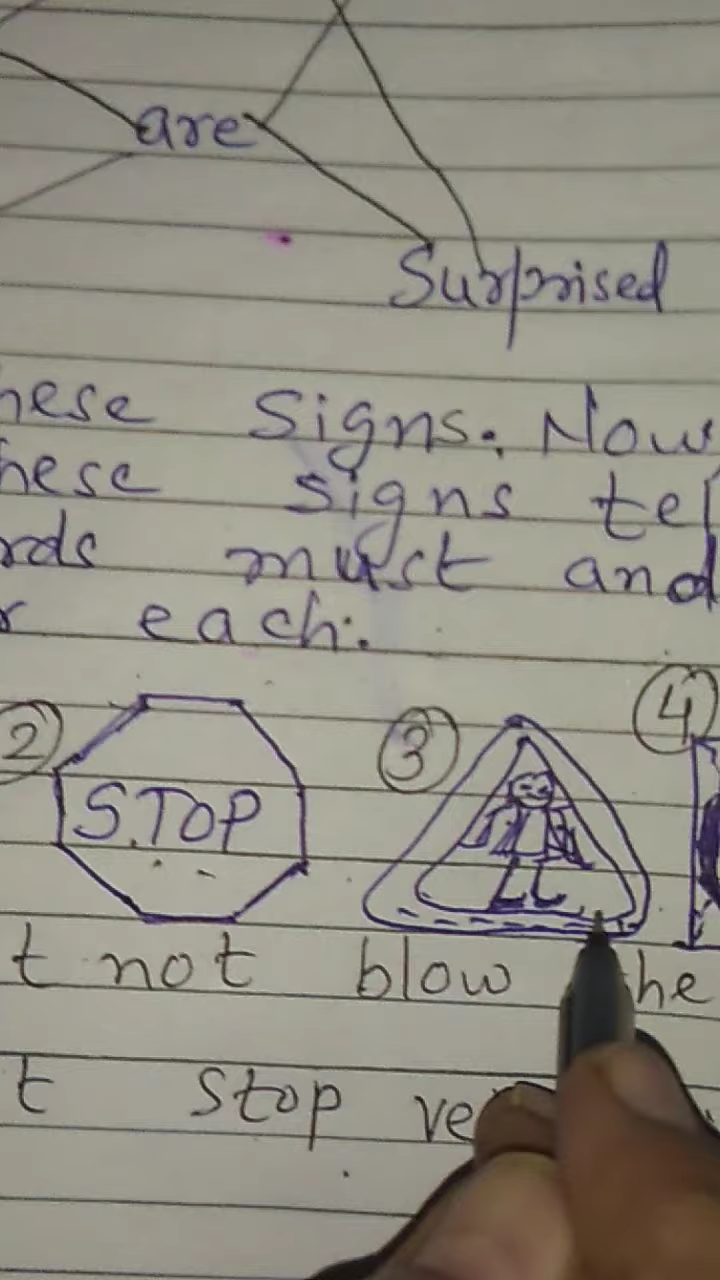 are
Surprised
hese signs. Now
hese signs tel
rds must and
r each.
2 STOP 3 4
t not blow the
t stop ve